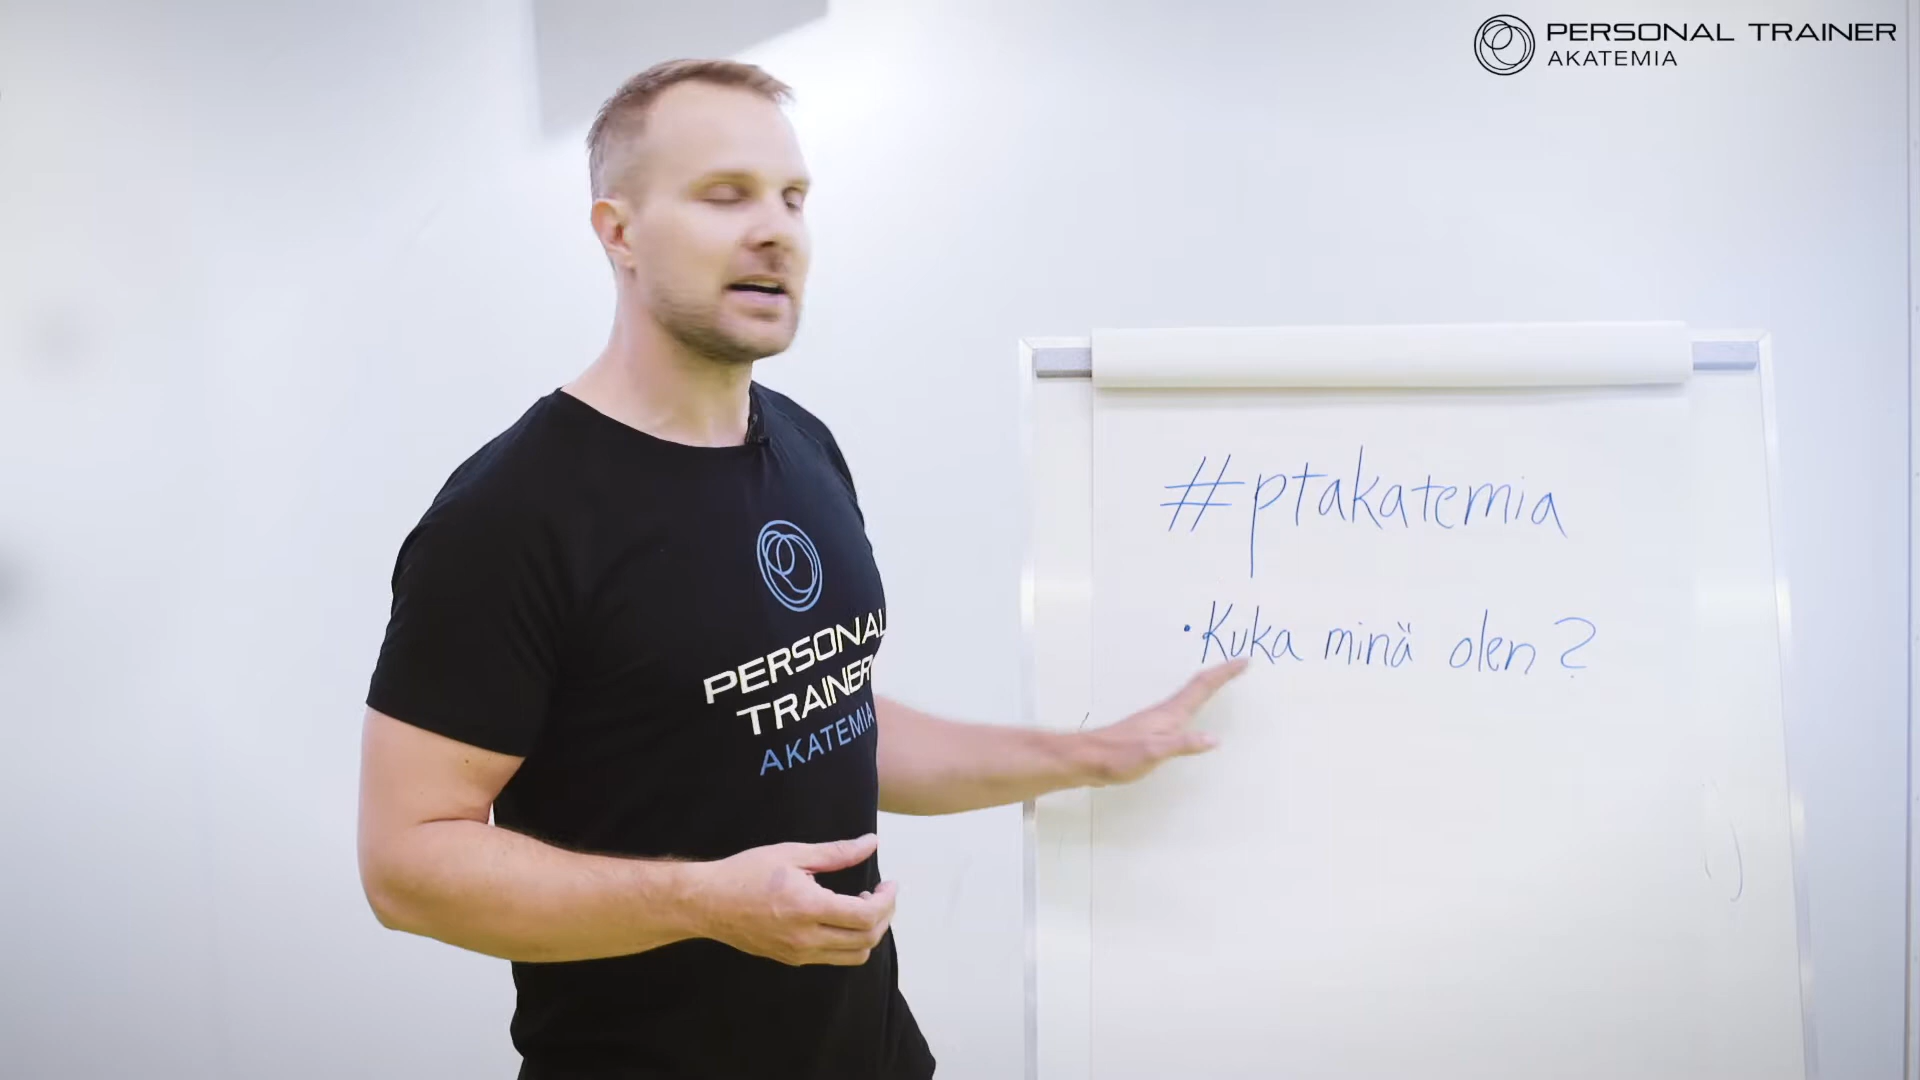 PERSONAL TRAINER
AKATEMIA
#ptakatemia
• Kuka minä olen?
PERSONAL
TRAINER
AKATEMIA